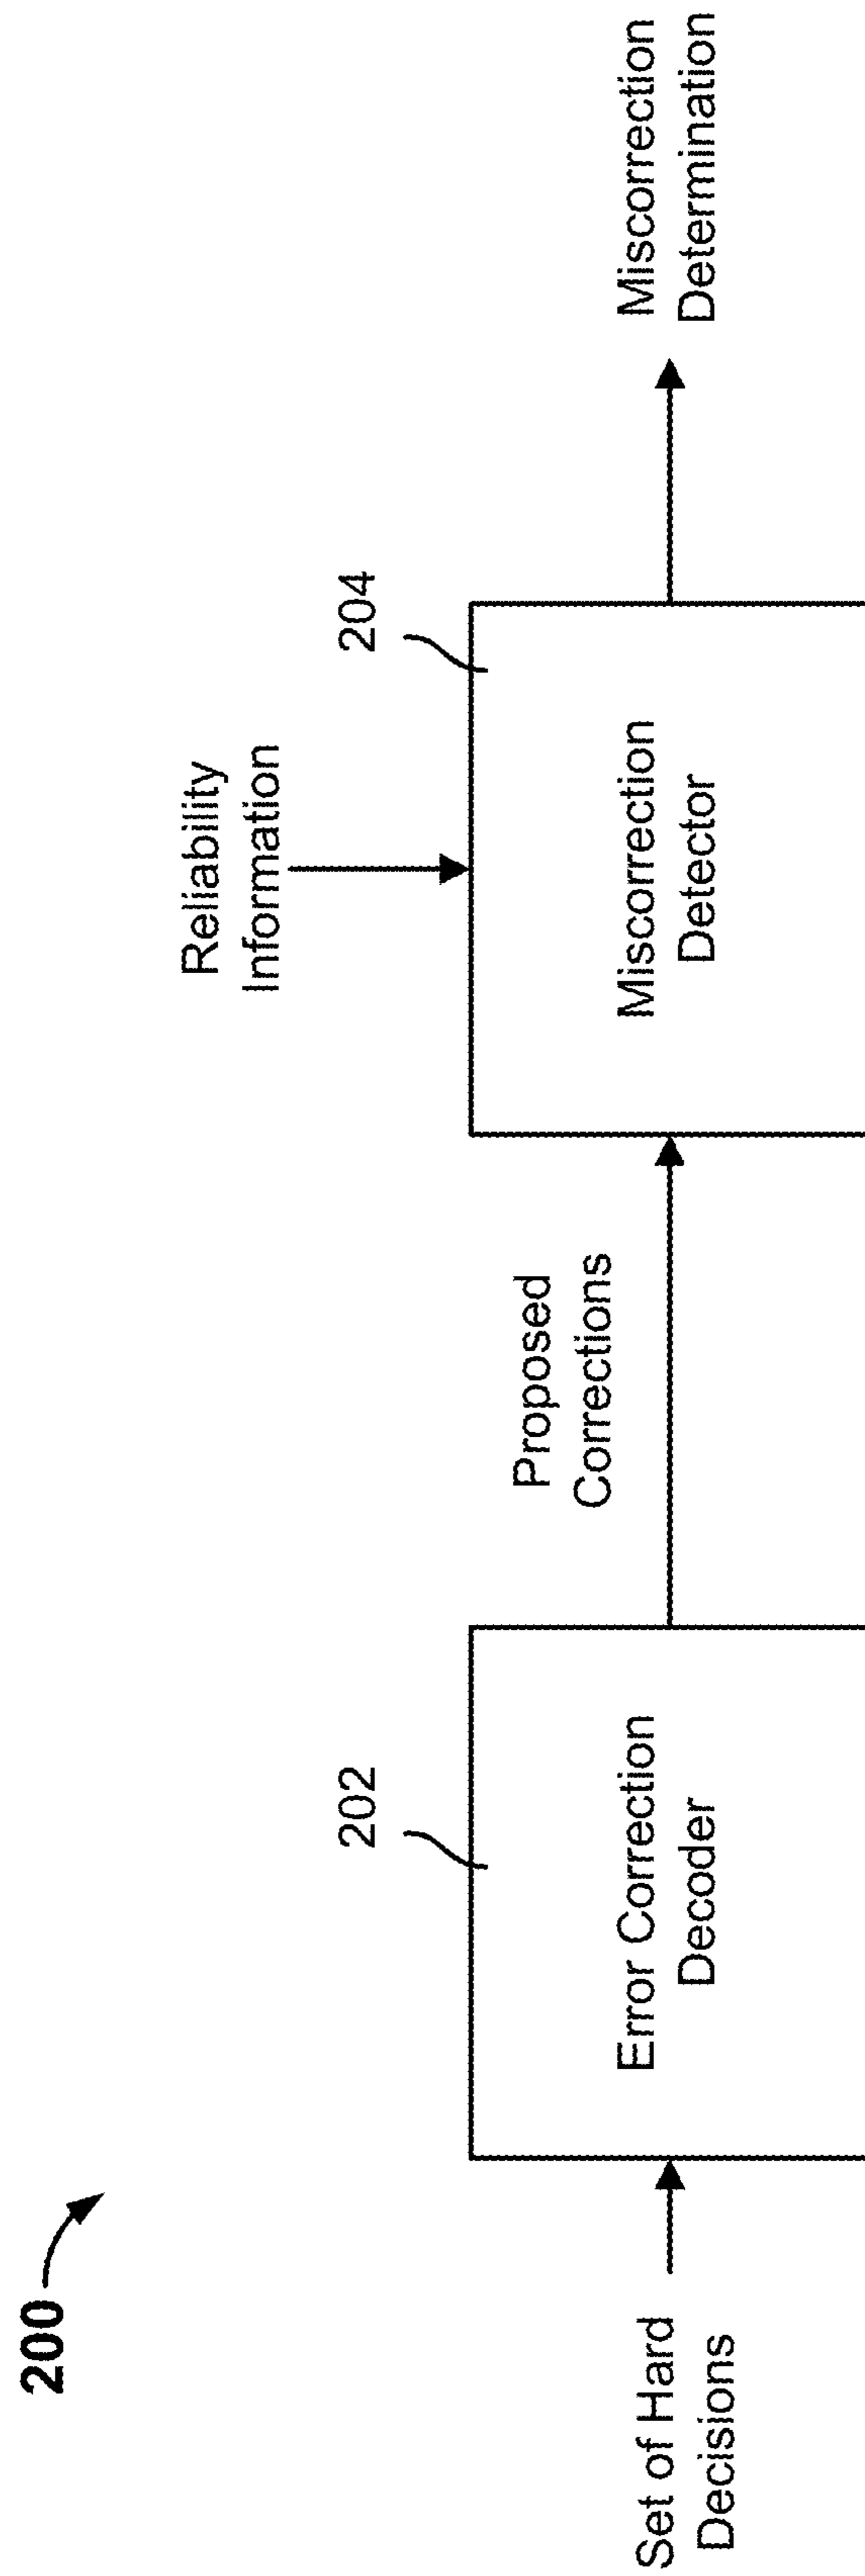 200
Set of Hard
Decisions
202
Error Correction
Decoder
Proposed
Corrections
Reliability
Information
204
Miscorrection
Detector
Miscorrection
Determination